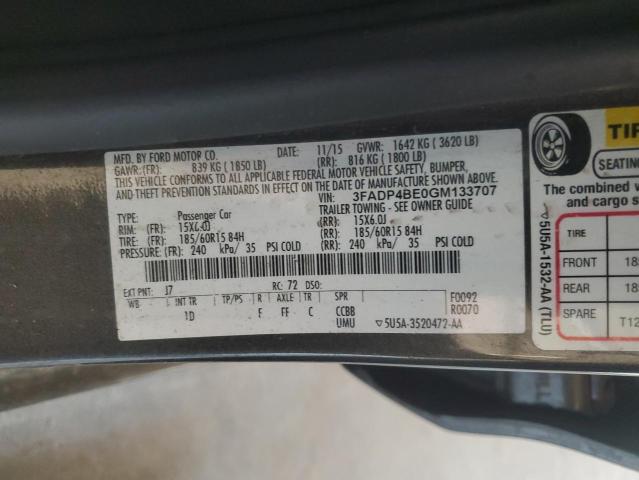 MFD. BY FORD MOTOR CO.
DATE: 11/15 GVWR: 1642 KG ( 3620 LB)
GAWR:(FR): 839 KG ( 1850 LB) (RR): 816 KG ( 1800 LB)
THIS VEHICLE CONFORMS TO ALL APPLICABLE FEDERAL MOTOR VEHICLE SAFETY, BUMPER,
AND THEFT PREVENTION STANDARDS IN EFFECT ON THE DATE OF MANUFACTURE SHOWN ABOVE.
VIN: 3FADP4BE0GM133707
TYPE: Passenger Car TRAILER TOWING - SEE OWNER GUIDE
RIM: (FR): 15X6.0J (RR): 15X6.0J
TIRE: (FR): 185/60R15 84H (RR): 185/60R15 84H
PRESSURE: (FR): 240 kPa/ 35 PSI COLD (RR): 240 kPa/ 35 PSI COLD
EXT PNT: J7 RC: 72 DSO:
WB INT TR TP/PS R AXLE TR SPR F0092
1D F FF C CCBB R0070
UMU ▽5U5A-3520472-AA
▽5U5A-1532-AA (TLU)
TIR
SEATING
The combined
and cargo s
TIRE
FRONT 18
REAR 18
SPARE T12